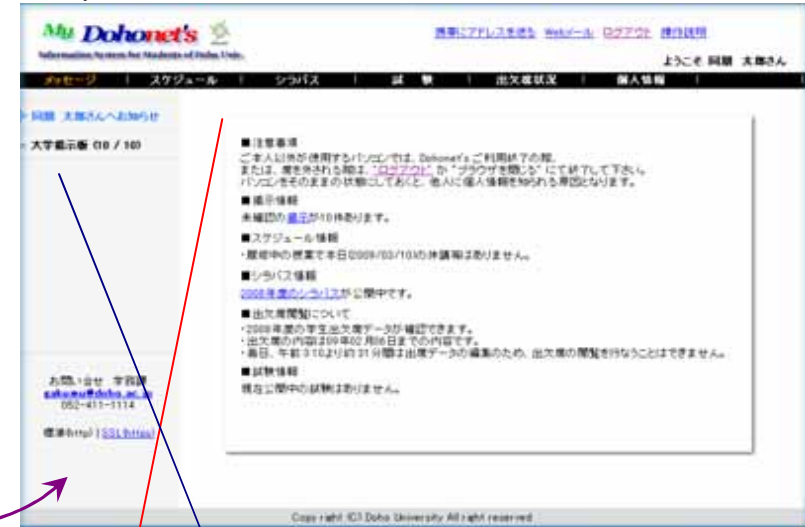 My Dohonet's
Information System for Students of Doho Univ.
携帯にアドレスを送る Webメール ログアウト 操作説明
ようこそ 同朋 太郎さん
メッセージ | スケジュール | シラバス | 試 験 | 出欠席状況 | 個人情報 |
同朋 太郎さんへお知らせ
大学掲示板 (10 / 10)
■注意事項
ご本人以外が使用するパソコンでは、Dohonet's ご利用終了の際、
または、席を外される際は、"ログアウト" か "ブラウザを閉じる" にて終了して下さい。
パソコンをそのままの状態にしておくと、他人に個人情報を知られる原因となります。
■掲示情報
未確認の掲示が10件あります。
■スケジュール情報
・履修中の授業で本日(2009/03/10)の休講等はありません。
■シラバス情報
2008年度のシラバスが公開中です。
■出欠席閲覧について
・2008年度の学生出欠席データが確認できます。
・出欠席の内容は09年02月06日までの内容です。
・毎日、午前 3:10より約31分間は出席データの編集のため、出欠席の閲覧を行なうことはできません。
■試験情報
現在公開中の試験はありません。
お問い合せ 学務課
gakumu@doho.ac.jp
052-411-1114
標準(http) | SSL(https)
Copy right (C) Doho University All right reserved